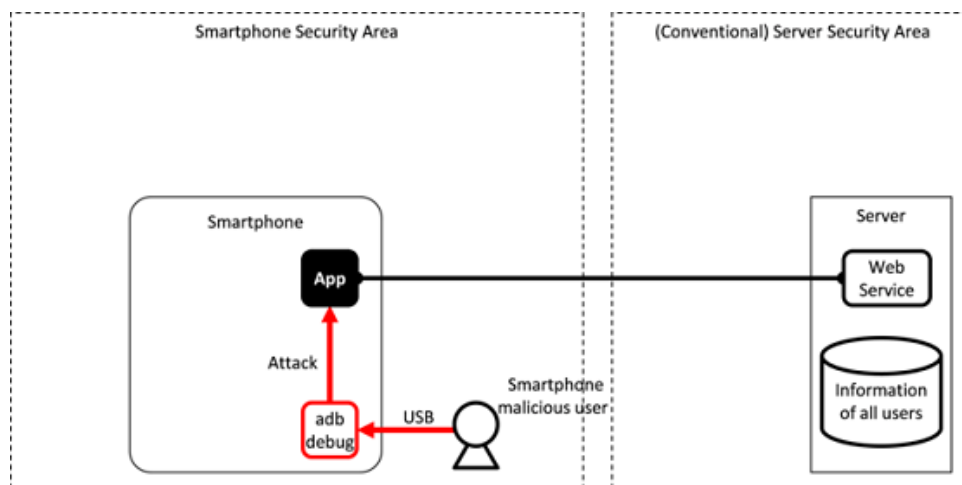 Smartphone Security Area
(Conventional) Server Security Area
Smartphone
Server
App
Web
Service
Attack
Smartphone
malicious user
Information
of all users
adb
debug
USB